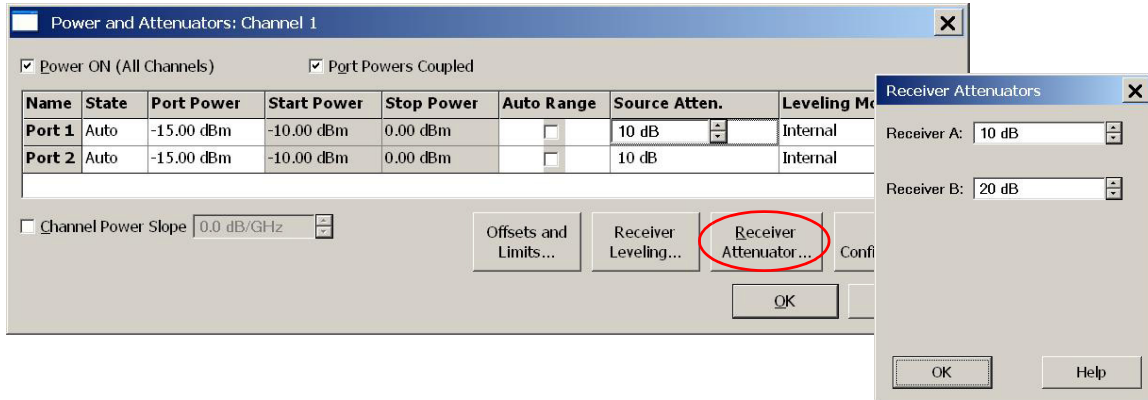 Power and Attenuators: Channel 1
Power ON (All Channels) Port Powers Coupled
Name State Port Power Start Power Stop Power Auto Range Source Atten. Leveling Mo
Port 1 Auto -15.00 dBm -10.00 dBm 0.00 dBm 10 dB Internal
Port 2 Auto -15.00 dBm -10.00 dBm 0.00 dBm 10 dB Internal
Channel Power Slope 0.0 dB/GHz
Offsets and Limits...
Receiver Leveling...
Receiver Attenuator...
Confi
OK
Receiver Attenuators
Receiver A: 10 dB
Receiver B: 20 dB
OK Help